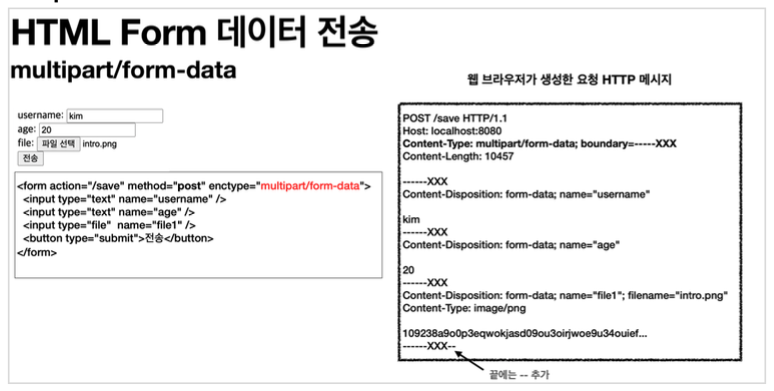 HTML Form 데이터 전송
multipart/form-data
username: kim
age: 20
file: 파일 선택 intro.png
전송
<form action="/save" method="post" enctype="multipart/form-data">
<input type="text" name="username" />
<input type="text" name="age" />
<input type="file" name="file1" />
<button type="submit">전송</button>
</form>
웹 브라우저가 생성한 요청 HTTP 메시지
POST /save HTTP/1.1
Host: localhost:8080
Content-Type: multipart/form-data; boundary=-----XXX
Content-Length: 10457
------XXX
Content-Disposition: form-data; name="username"
kim
------XXX
Content-Disposition: form-data; name="age"
20
------XXX
Content-Disposition: form-data; name="file1"; filename="intro.png"
Content-Type: image/png
109238a9o0p3eqwokjasd09ou3oirjwoe9u34ouief...
------XXX--
끝에는 -- 추가